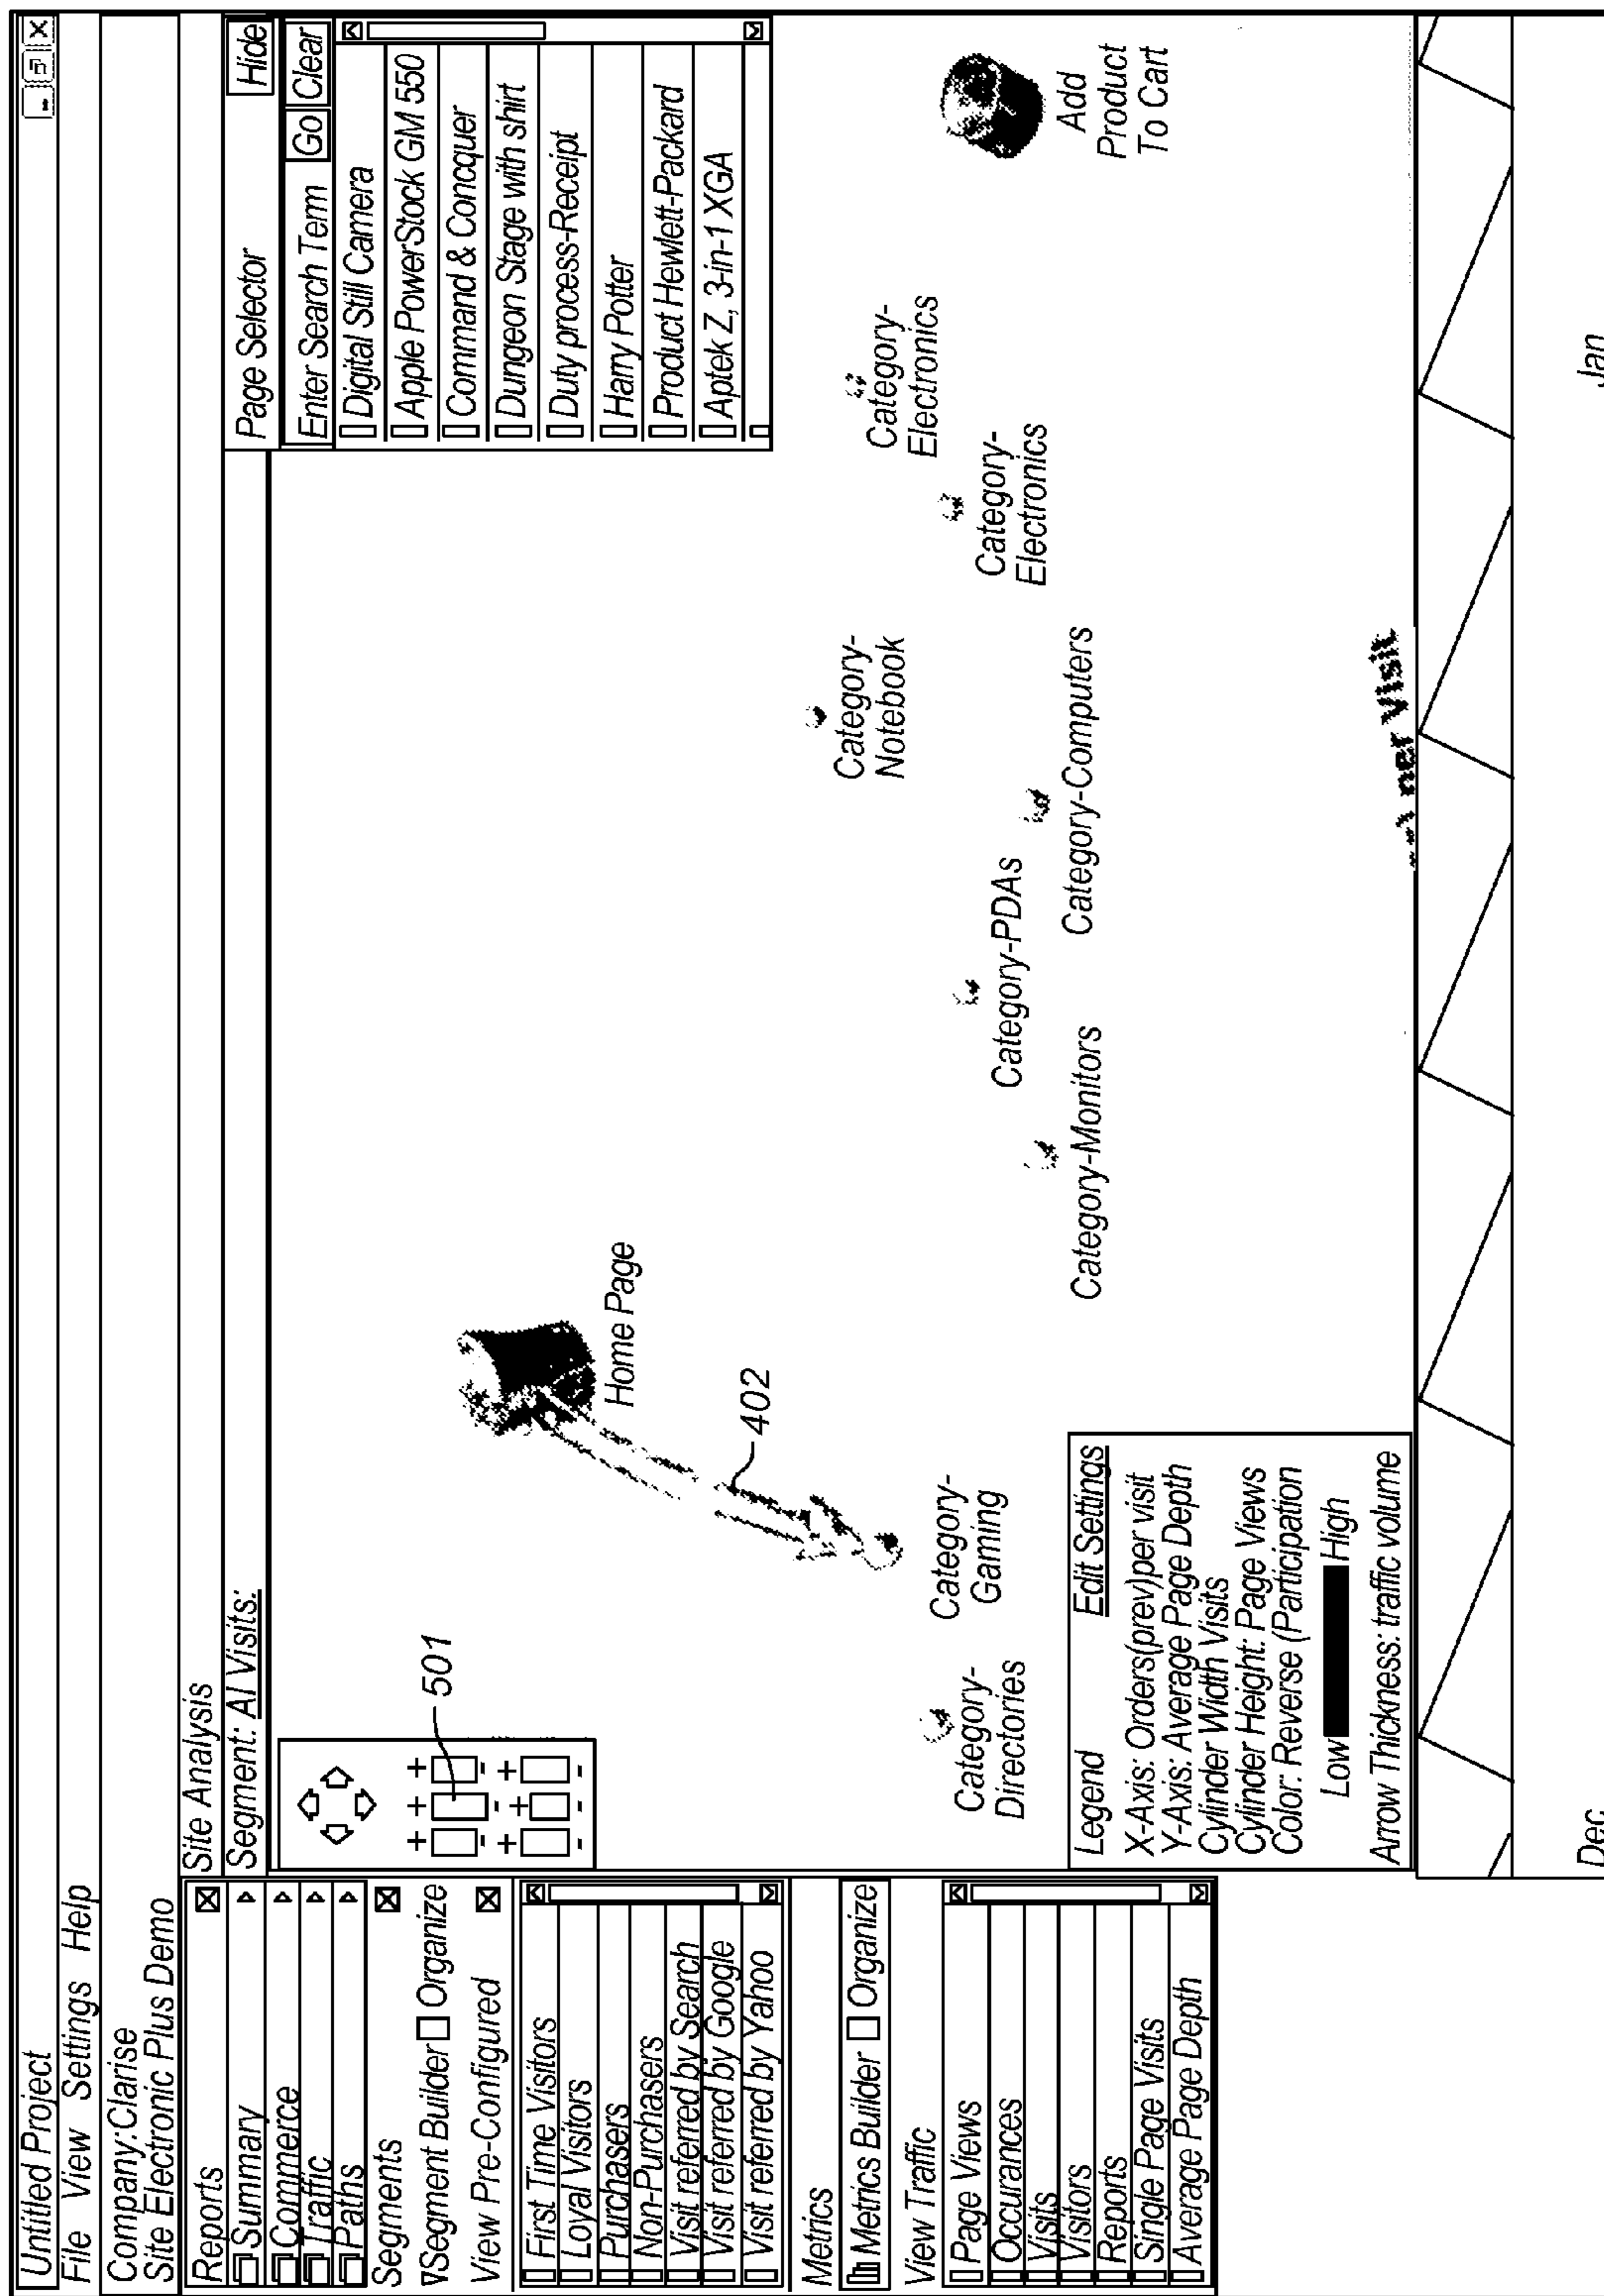 Untitled Project
File View Settings Help
Company:Clarise
Site Electronic Plus Demo
Reports
Summary
Commerce
Traffic
Paths
Segments
Segment Builder Organize
View Pre-Configured
First Time Visitors
Loyal Visitors
Purchasers
Non-Purchasers
Visit referred by Search
Visit referred by Google
Visit referred by Yahoo
Metrics
Metrics Builder Organize
View Traffic
Page Views
Occurances
Visits
Visitors
Reports
Single Page Visits
Average Page Depth
Site Analysis
Segment: Al Visits:
501
Page Selector Hide
Enter Search Term Go Clear
Digital Still Camera
Apple PowerStock GM 550
Command & Concquer
Dungeon Stage with shirt
Duty process-Receipt
Harry Potter
Product Hewlett-Packard
Aptek Z, 3-in-1 XGA
Home Page
402
Category-
Notebook
Category-
Electronics
Category-
Electronics
Add
Product
To Cart
Category-
Directories
Category-
Gaming
Category-PDAs
Category-Computers
Category-Monitors
Legend Edit Settings
X-Axis: Orders(prev)per visit
Y-Axis: Average Page Depth
Cylinder Width Visits
Cylinder Height: Page Views
Color: Reverse (Participation
Low High
Arrow Thickness: traffic volume
per Visit
Dec Jan